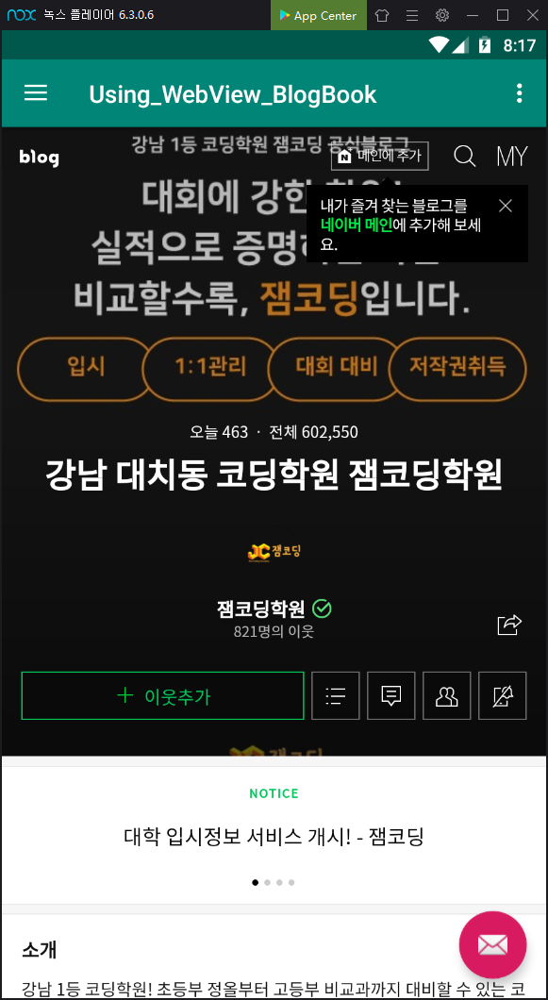 nox 녹스 플레이어 6.3.0.6 App Center
8:17
Using_WebView_BlogBook
강남 1등 코딩학원 잼코딩 공식블로그
blog 메인에 추가 MY
대회에 강한
내가 즐겨 찾는 블로그를
네이버 메인에 추가해 보세
요.
실적으로
비교할수록, 잼코딩입니다.
입시 1:1관리 대회 대비 저작권취득
오늘 463 · 전체 602,550
강남 대치동 코딩학원 잼코딩학원
JC 잼코딩
잼코딩학원
821명의 이웃
+ 이웃추가
NOTICE
대학 입시정보 서비스 개시! - 잼코딩
소개
강남 1등 코딩학원! 초등부 정올부터 고등부 비교과까지 대비할 수 있는 코